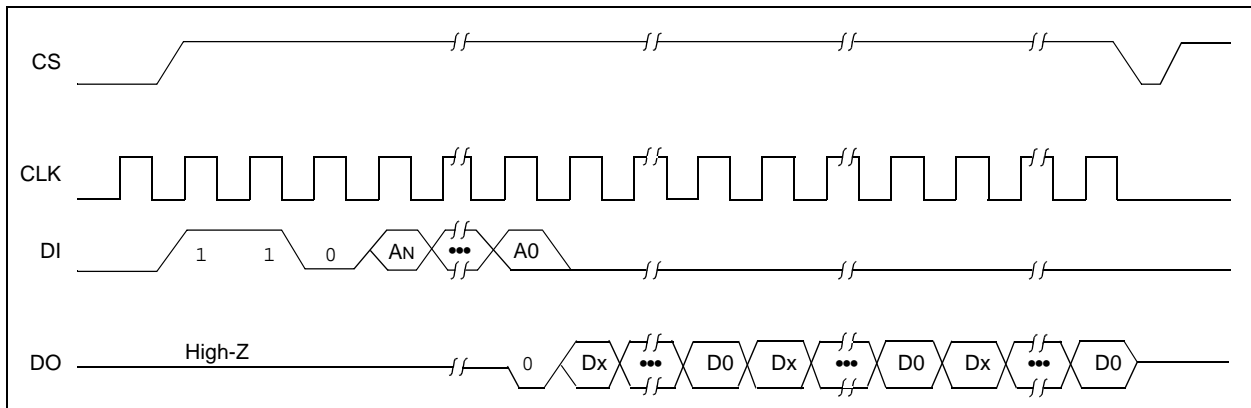 CS
CLK
DI 1 1 0 AN ••• A0
High-Z
DO 0 Dx ••• D0 Dx ••• D0 Dx ••• D0